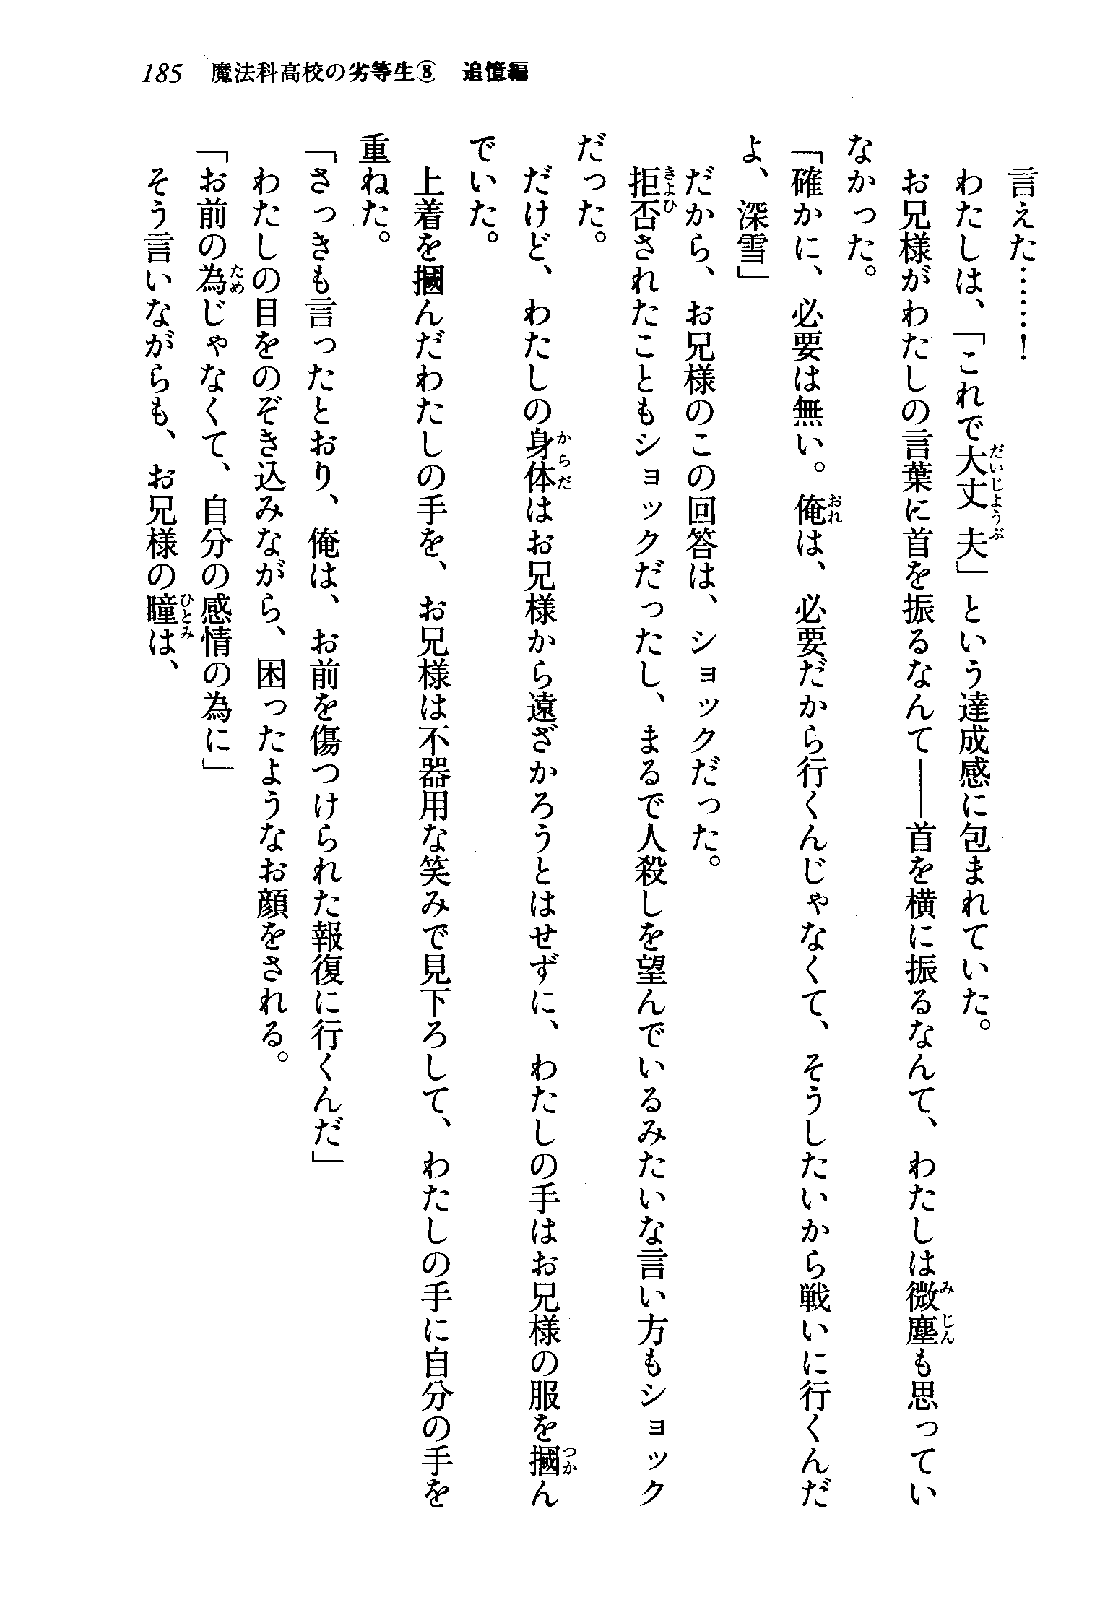 185 魔法科高校の劣等生⑧ 追憶編
言えた……！
わたしは、「これで大丈夫」という達成感に包まれていた。
お兄様がわたしの言葉に首を振るなんて――首を横に振るなんて、わたしは微塵も思ってい
なかった。
「確かに、必要は無い。俺は、必要だから行くんじゃなくて、そうしたいから戦いに行くんだ
よ、深雪」
だから、お兄様のこの回答は、ショックだった。
拒否されたこともショックだったし、まるで人殺しを望んでいるみたいな言い方もショック
だった。
だけど、わたしの身体はお兄様から遠ざかろうとはせずに、わたしの手はお兄様の服を摑ん
でいた。
上着を摑んだわたしの手を、お兄様は不器用な笑みで見下ろして、わたしの手に自分の手を
重ねた。
「さっきも言ったとおり、俺は、お前を傷つけられた報復に行くんだ」
わたしの目をのぞき込みながら、困ったようなお顔をされる。
「お前の為じゃなくて、自分の感情の為に」
そう言いながらも、お兄様の瞳は、